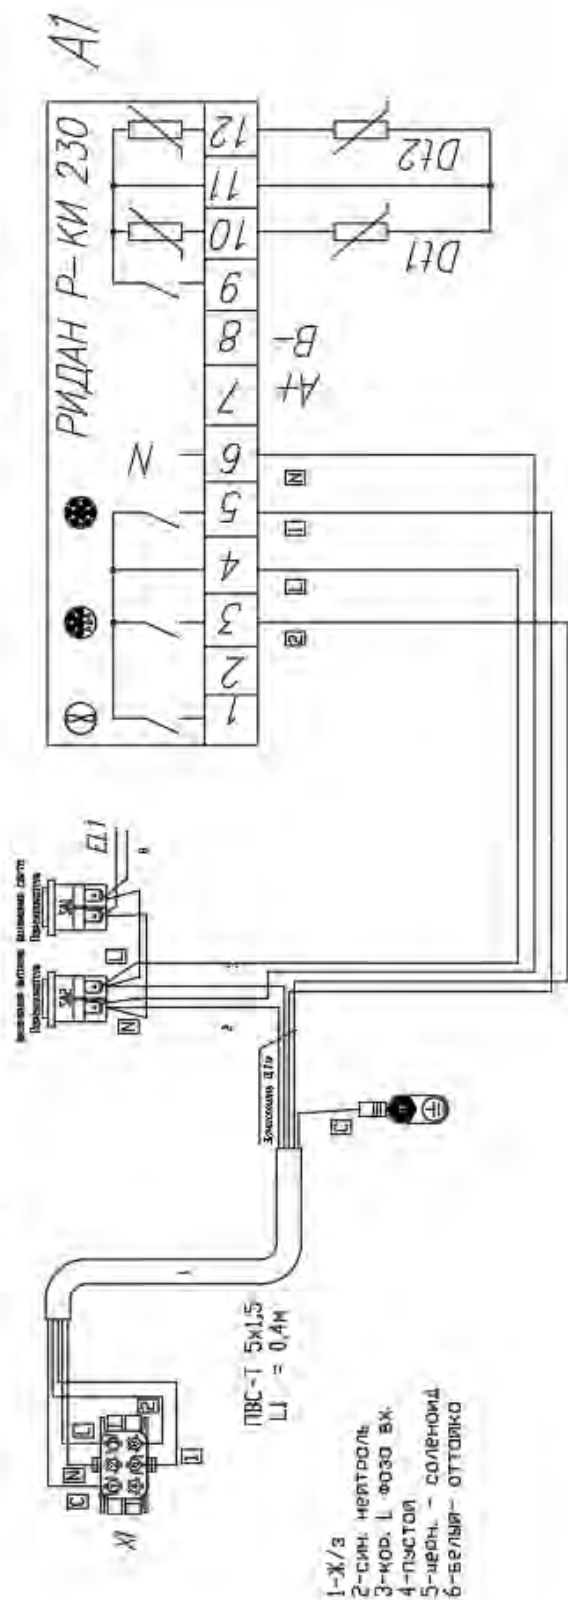 A1
РИДАН Р-КИ 230
N
1
2
3
4
5
6
7
8
9
10
11
12
A+
B-
Dt1
Dt2
2
L
1
N
EL1
SA1
SA2
L
N
C
X1
C
N
L
2
1
ПВС-Т 5х1,5
L1 = 0,4м
1-Ж/з
2-син. нейтраль
3-кор. L фаза вх.
4-пустой
5-черн. - соленоид
6-белый- оттайка